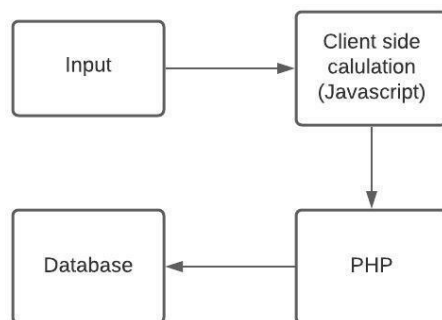 Input
Client side
calulation
(Javascript)
Database
PHP